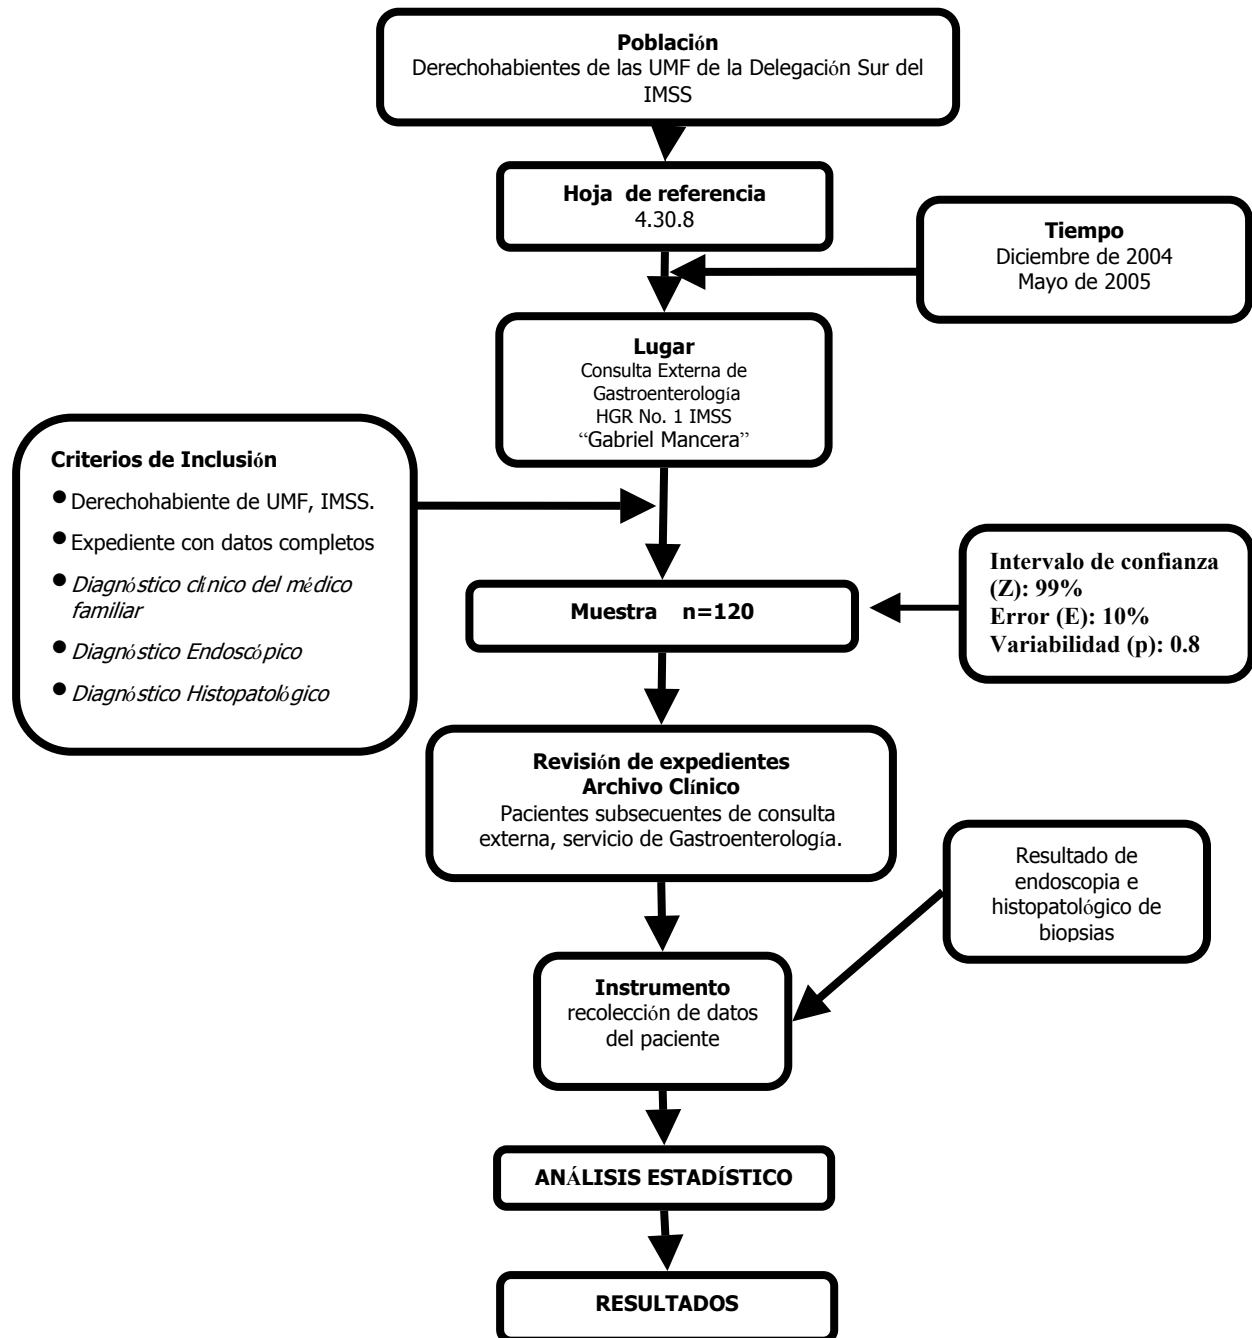 Población
Derechohabientes de las UMF de la Delegación Sur del
IMSS
Hoja de referencia
4.30.8
Tiempo
Diciembre de 2004
Mayo de 2005
Lugar
Consulta Externa de
Gastroenterología
HGR No. 1 IMSS
“Gabriel Mancera”
Criterios de Inclusión
● Derechohabiente de UMF, IMSS.
● Expediente con datos completos
● Diagnóstico clínico del médico
familiar
● Diagnóstico Endoscópico
● Diagnóstico Histopatológico
Intervalo de confianza
(Z): 99%
Error (E): 10%
Variabilidad (p): 0.8
Muestra n=120
Revisión de expedientes
Archivo Clínico
Pacientes subsecuentes de consulta
externa, servicio de Gastroenterología.
Resultado de
endoscopia e
histopatológico de
biopsias
Instrumento
recolección de datos
del paciente
ANÁLISIS ESTADÍSTICO
RESULTADOS